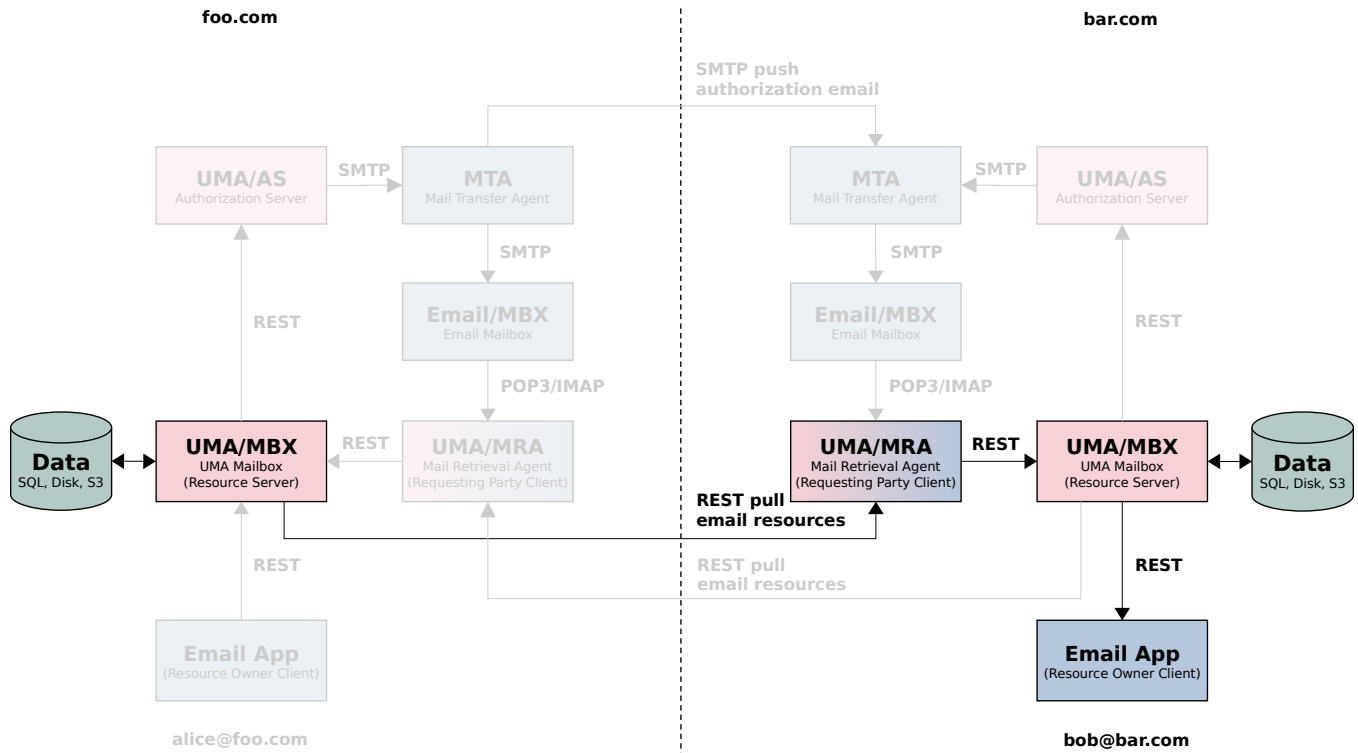 foo.com
bar.com
SMTP push
authorization email
UMA/AS
Authorization Server
SMTP
MTA
Mail Transfer Agent
MTA
Mail Transfer Agent
SMTP
UMA/AS
Authorization Server
SMTP
SMTP
Email/MBX
Email Mailbox
Email/MBX
Email Mailbox
REST
REST
POP3/IMAP
POP3/IMAP
Data
SQL, Disk, S3
UMA/MBX
UMA Mailbox
(Resource Server)
REST
UMA/MRA
Mail Retrieval Agent
(Requesting Party Client)
UMA/MRA
Mail Retrieval Agent
(Requesting Party Client)
REST
UMA/MBX
UMA Mailbox
(Resource Server)
Data
SQL, Disk, S3
REST pull
email resources
REST
REST pull
email resources
REST
Email App
(Resource Owner Client)
Email App
(Resource Owner Client)
alice@foo.com
bob@bar.com